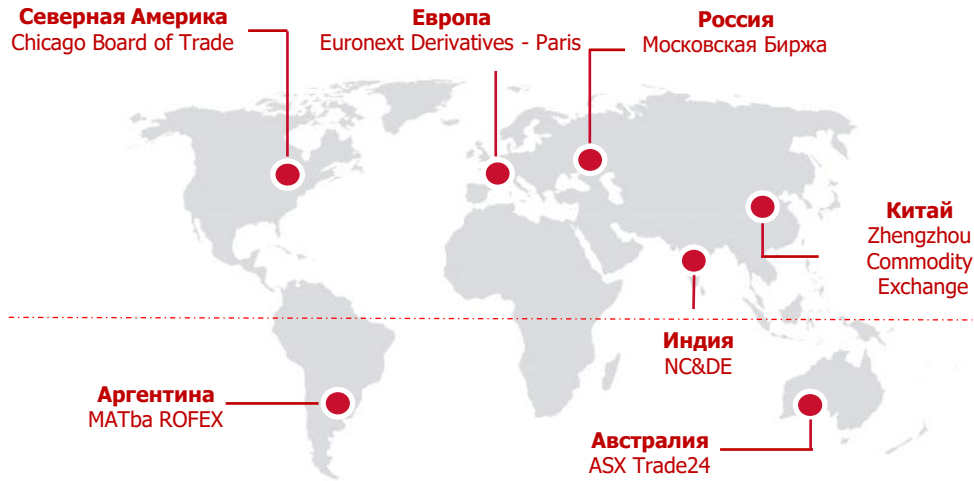 Северная Америка
Chicago Board of Trade
Европа
Euronext Derivatives - Paris
Россия
Московская Биржа
Китай
Zhengzhou
Commodity
Exchange
Индия
NC&DE
Аргентина
MATba ROFEX
Австралия
ASX Trade24